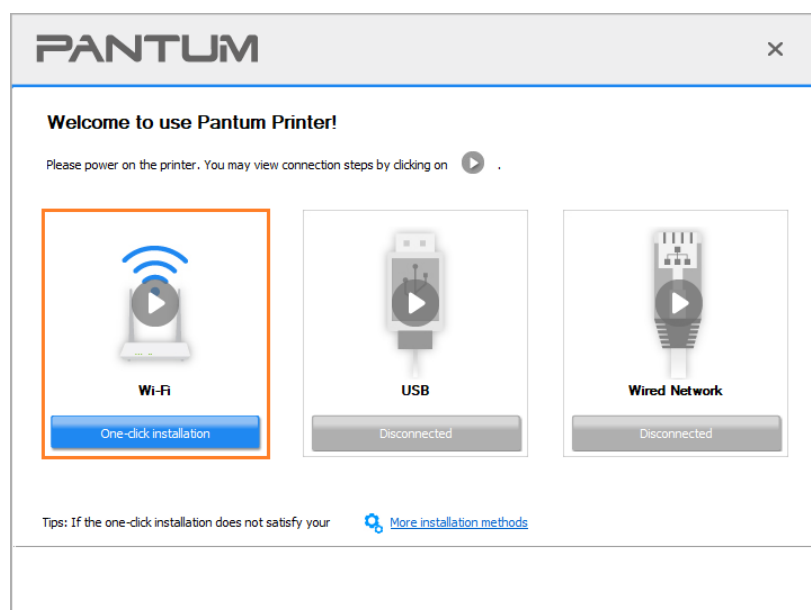 PANTUM
Welcome to use Pantum Printer!
Please power on the printer. You may view connection steps by clicking on .
Wi-Fi
USB
Wired Network
One-click installation
Disconnected
Disconnected
Tips: If the one-click installation does not satisfy your
More installation methods